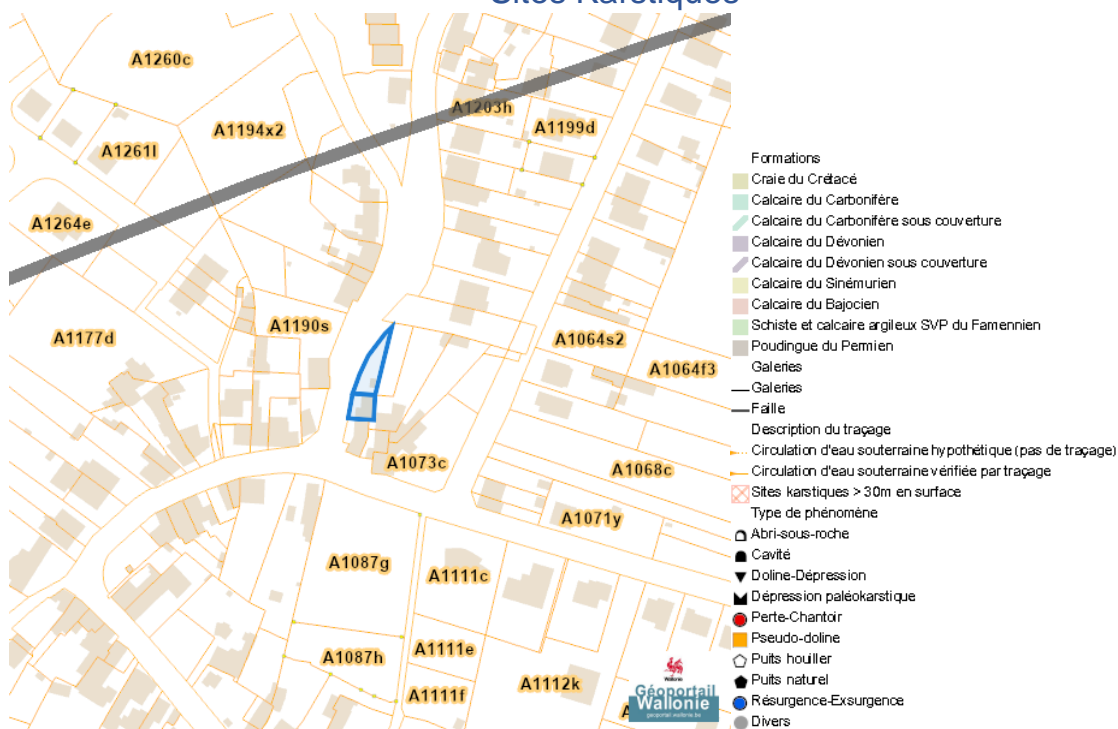 Sites Karstiques
A1260c
A1203h
A1194x2
A1199d
A1261l
A1264e
A1190s
A1177d
A1064s2
A1064f3
A1073c
A1068c
A1071y
A1087g
A1111c
A1087h
A1111e
A1111f
A1112k
Wallonie
Géoportail
Wallonie
geoportail.wallonie.be
Formations
Craie du Crétacé
Calcaire du Carbonifère
Calcaire du Carbonifère sous couverture
Calcaire du Dévonien
Calcaire du Dévonien sous couverture
Calcaire du Sinémurien
Calcaire du Bajocien
Schiste et calcaire argileux SVP du Famennien
Poudingue du Permien
Galeries
Galeries
Faille
Description du traçage
Circulation d'eau souterraine hypothétique (pas de traçage)
Circulation d'eau souterraine vérifiée par traçage
Sites karstiques > 30m en surface
Type de phénomène
Abri-sous-roche
Cavité
Doline-Dépression
Dépression paléokarstique
Perte-Chantoir
Pseudo-doline
Puits houiller
Puits naturel
Résurgence-Exsurgence
Divers